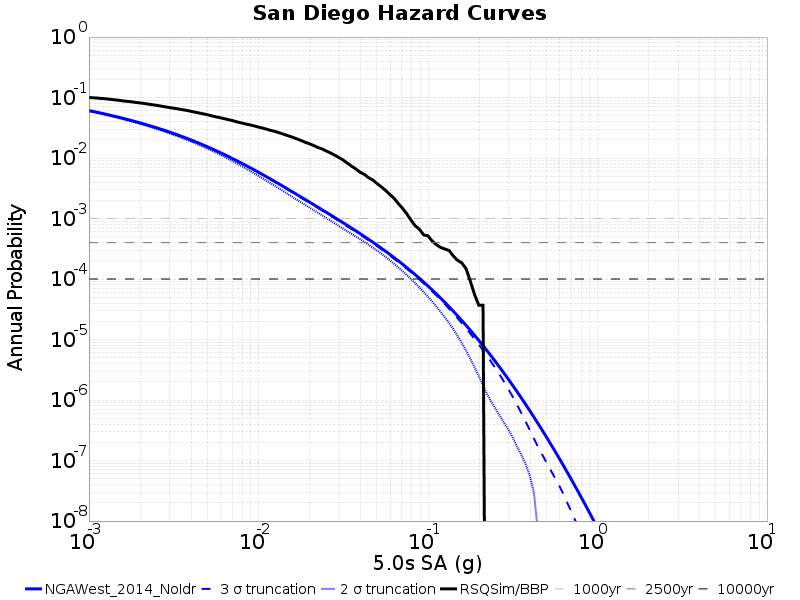 San Diego Hazard Curves
10^0
10^-1
10^-2
10^-3
10^-4
10^-5
10^-6
10^-7
10^-8
Annual Probability
10^-3 10^-2 10^-1 10^0 10^1
5.0s SA (g)
NGAWest_2014_NoIdr 3 σ truncation 2 σ truncation RSQSim/BBP 1000yr 2500yr 10000yr